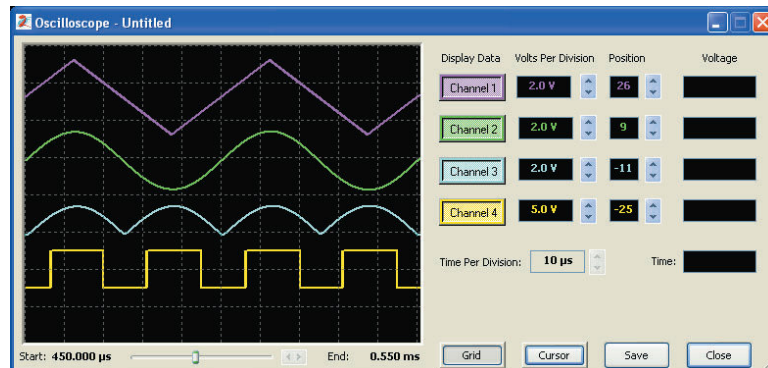 Oscilloscope - Untitled
Display Data Volts Per Division Position Voltage
Channel 1 2.0 V 26
Channel 2 2.0 V 9
Channel 3 2.0 V -11
Channel 4 5.0 V -25
Time Per Division: 10 µs Time:
Start: 450.000 µs End: 0.550 ms Grid Cursor Save Close